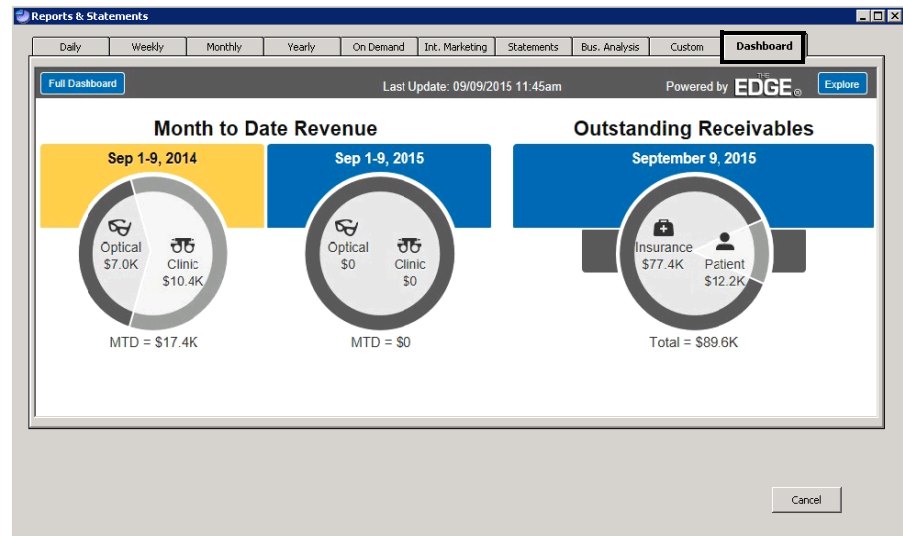 Reports & Statements
Daily Weekly Monthly Yearly On Demand Int. Marketing Statements Bus. Analysis Custom Dashboard
Full Dashboard
Last Update: 09/09/2015 11:45am
Powered by THE EDGE ®
Explore
Month to Date Revenue
Sep 1-9, 2014
Optical
$7.0K
Clinic
$10.4K
MTD = $17.4K
Sep 1-9, 2015
Optical
$0
Clinic
$0
MTD = $0
Outstanding Receivables
September 9, 2015
Insurance
$77.4K
Patient
$12.2K
Total = $89.6K
Cancel